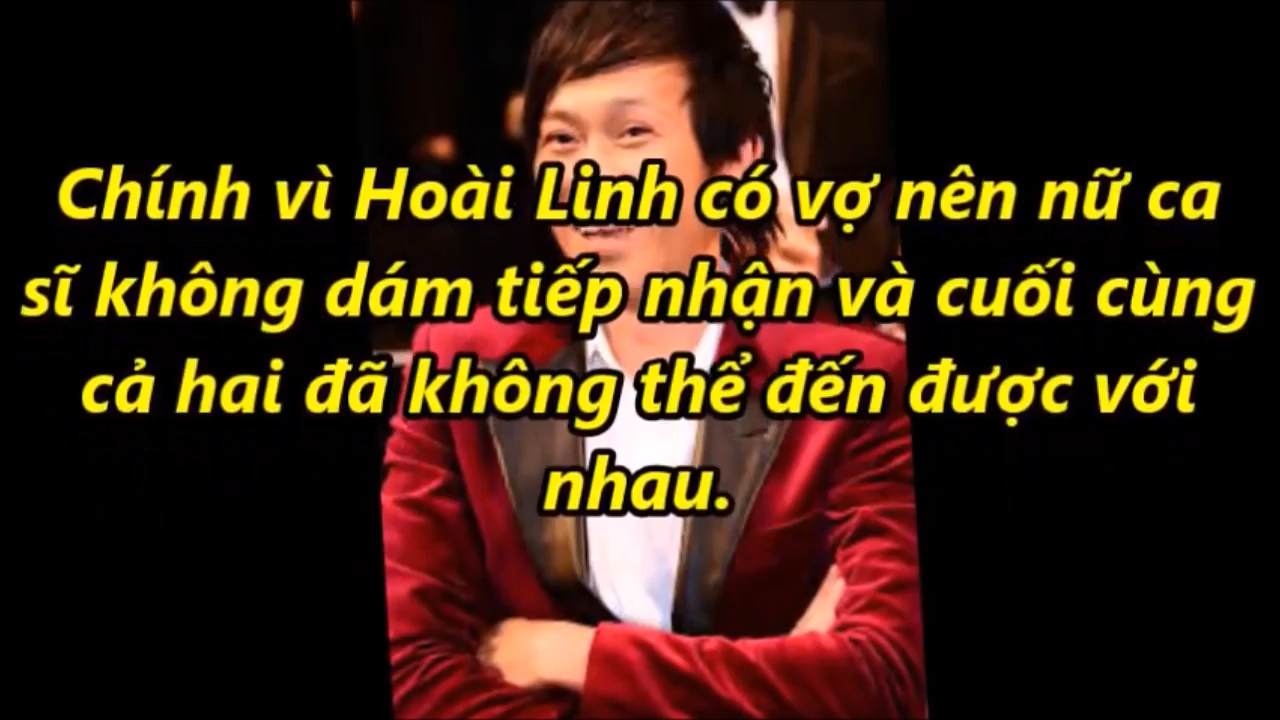 Chính vì Hoài Linh có vợ nên nữ ca
sĩ không dám tiếp nhận và cuối cùng
cả hai đã không thể đến được với
nhau.